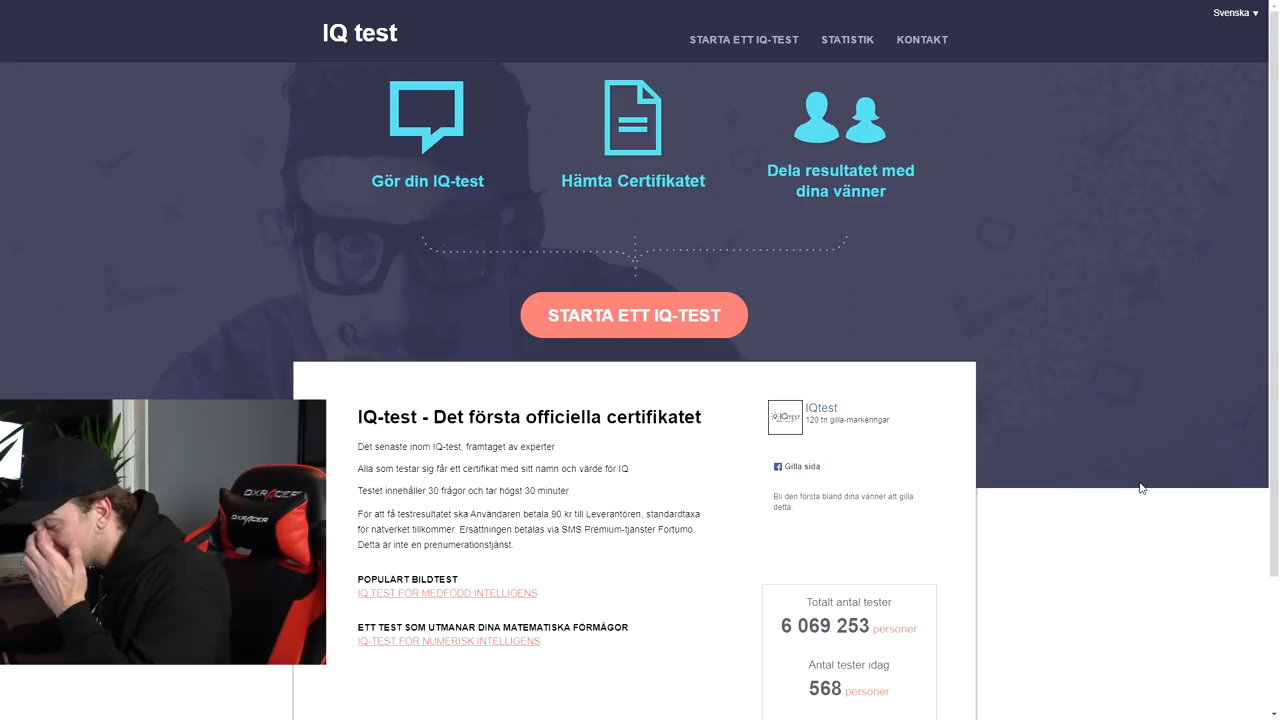 Svenska ▼
IQ test
STARTA ETT IQ-TEST STATISTIK KONTAKT
Gör din IQ-test
Hämta Certifikatet
Dela resultatet med
dina vänner
STARTA ETT IQ-TEST
IQ-test - Det första officiella certifikatet
Det senaste inom IQ-test, framtaget av experter
Alla som testar sig får ett certifikat med sitt namn och värde för IQ
Testet innehåller 30 frågor och tar högst 30 minuter
För att få testresultatet ska Användaren betala 90 kr till Leverantören, standardtaxa
för nätverket tillkommer. Ersättningen betalas via SMS Premium-tjänster Fortumo.
Detta är inte en prenumerationstjänst.
POPULÄRT BILDTEST
IQ TEST FÖR MEDFÖDD INTELLIGENS
ETT TEST SOM UTMANAR DINA MATEMATISKA FÖRMÅGOR
IQ-TEST FÖR NUMERISK INTELLIGENS
IQTEST
IQtest
120 tn gilla-markeringar
Gilla sida
Bli den första bland dina vänner att gilla
detta.
Totalt antal tester
6 069 253 personer
Antal tester idag
568 personer
DXRACER
DXRACER